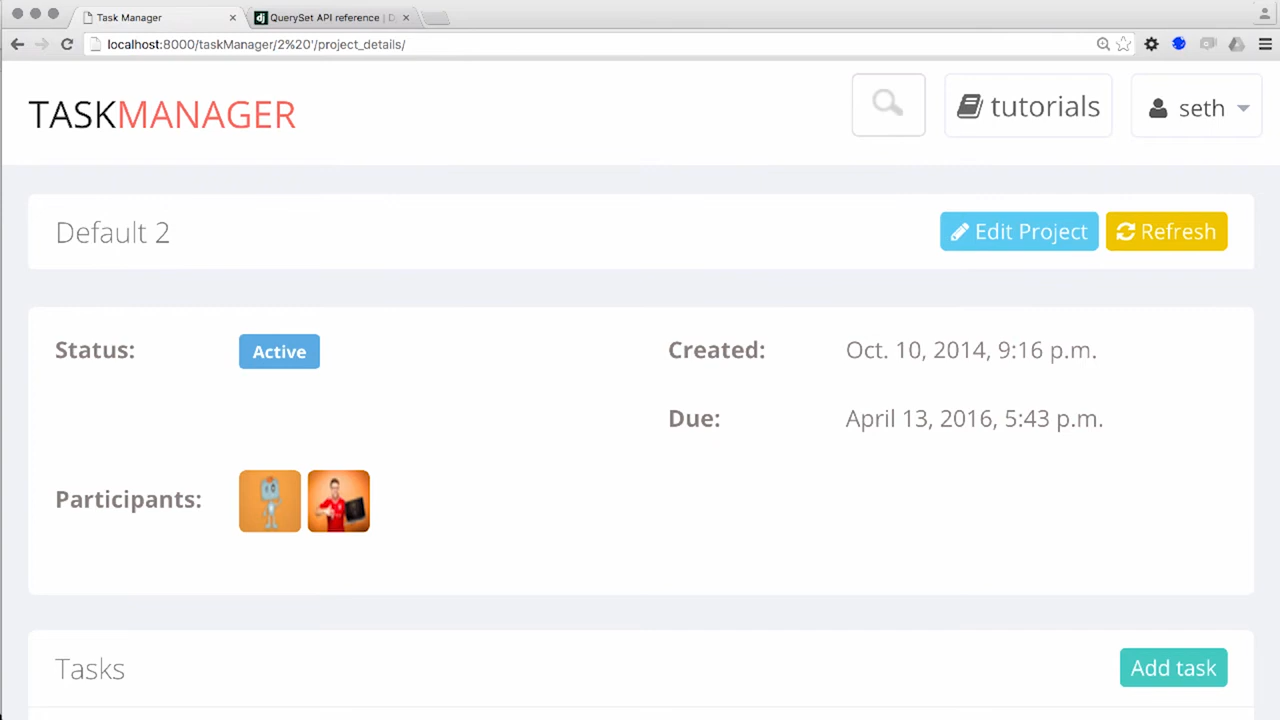 Task Manager
QuerySet API reference | D
localhost:8000/taskManager/2%20'/project_details/
TASKMANAGER
tutorials
seth
Default 2
Edit Project
Refresh
Status:
Active
Created:
Oct. 10, 2014, 9:16 p.m.
Due:
April 13, 2016, 5:43 p.m.
Participants:
Tasks
Add task